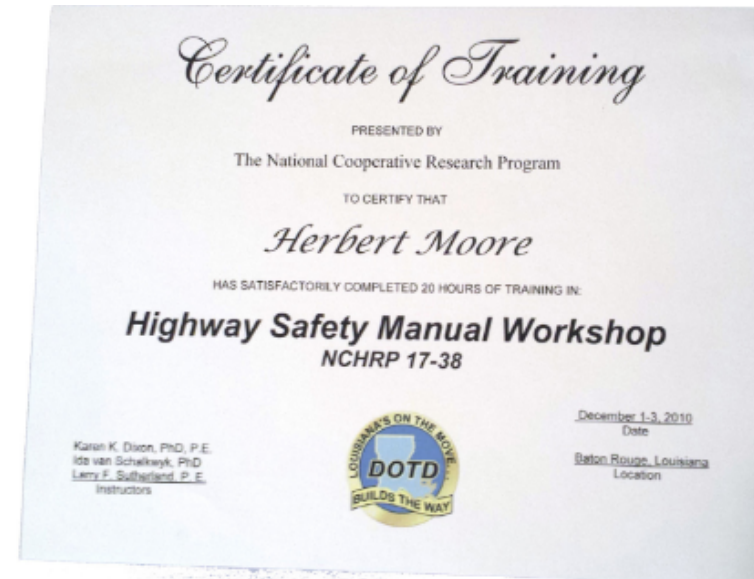 Certificate of Training
PRESENTED BY
The National Cooperative Research Program
TO CERTIFY THAT
Herbert Moore
HAS SATISFACTORILY COMPLETED 20 HOURS OF TRAINING IN:
Highway Safety Manual Workshop
NCHRP 17-38
Karen K. Dixon, PhD, P.E.
Ida van Schalkwyk, PhD
Larry F. Sutherland, P. E.
Instructors
LOUISIANA'S ON THE MOVE...
DOTD
BUILDS THE WAY
December 1-3, 2010
Date
Baton Rouge, Louisiana
Location